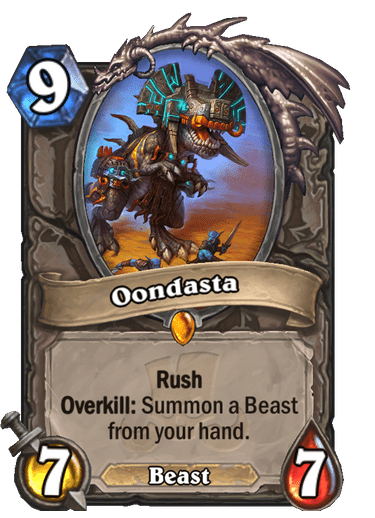 9
Oondasta
Rush
Overkill: Summon a Beast
from your hand.
7
Beast
7